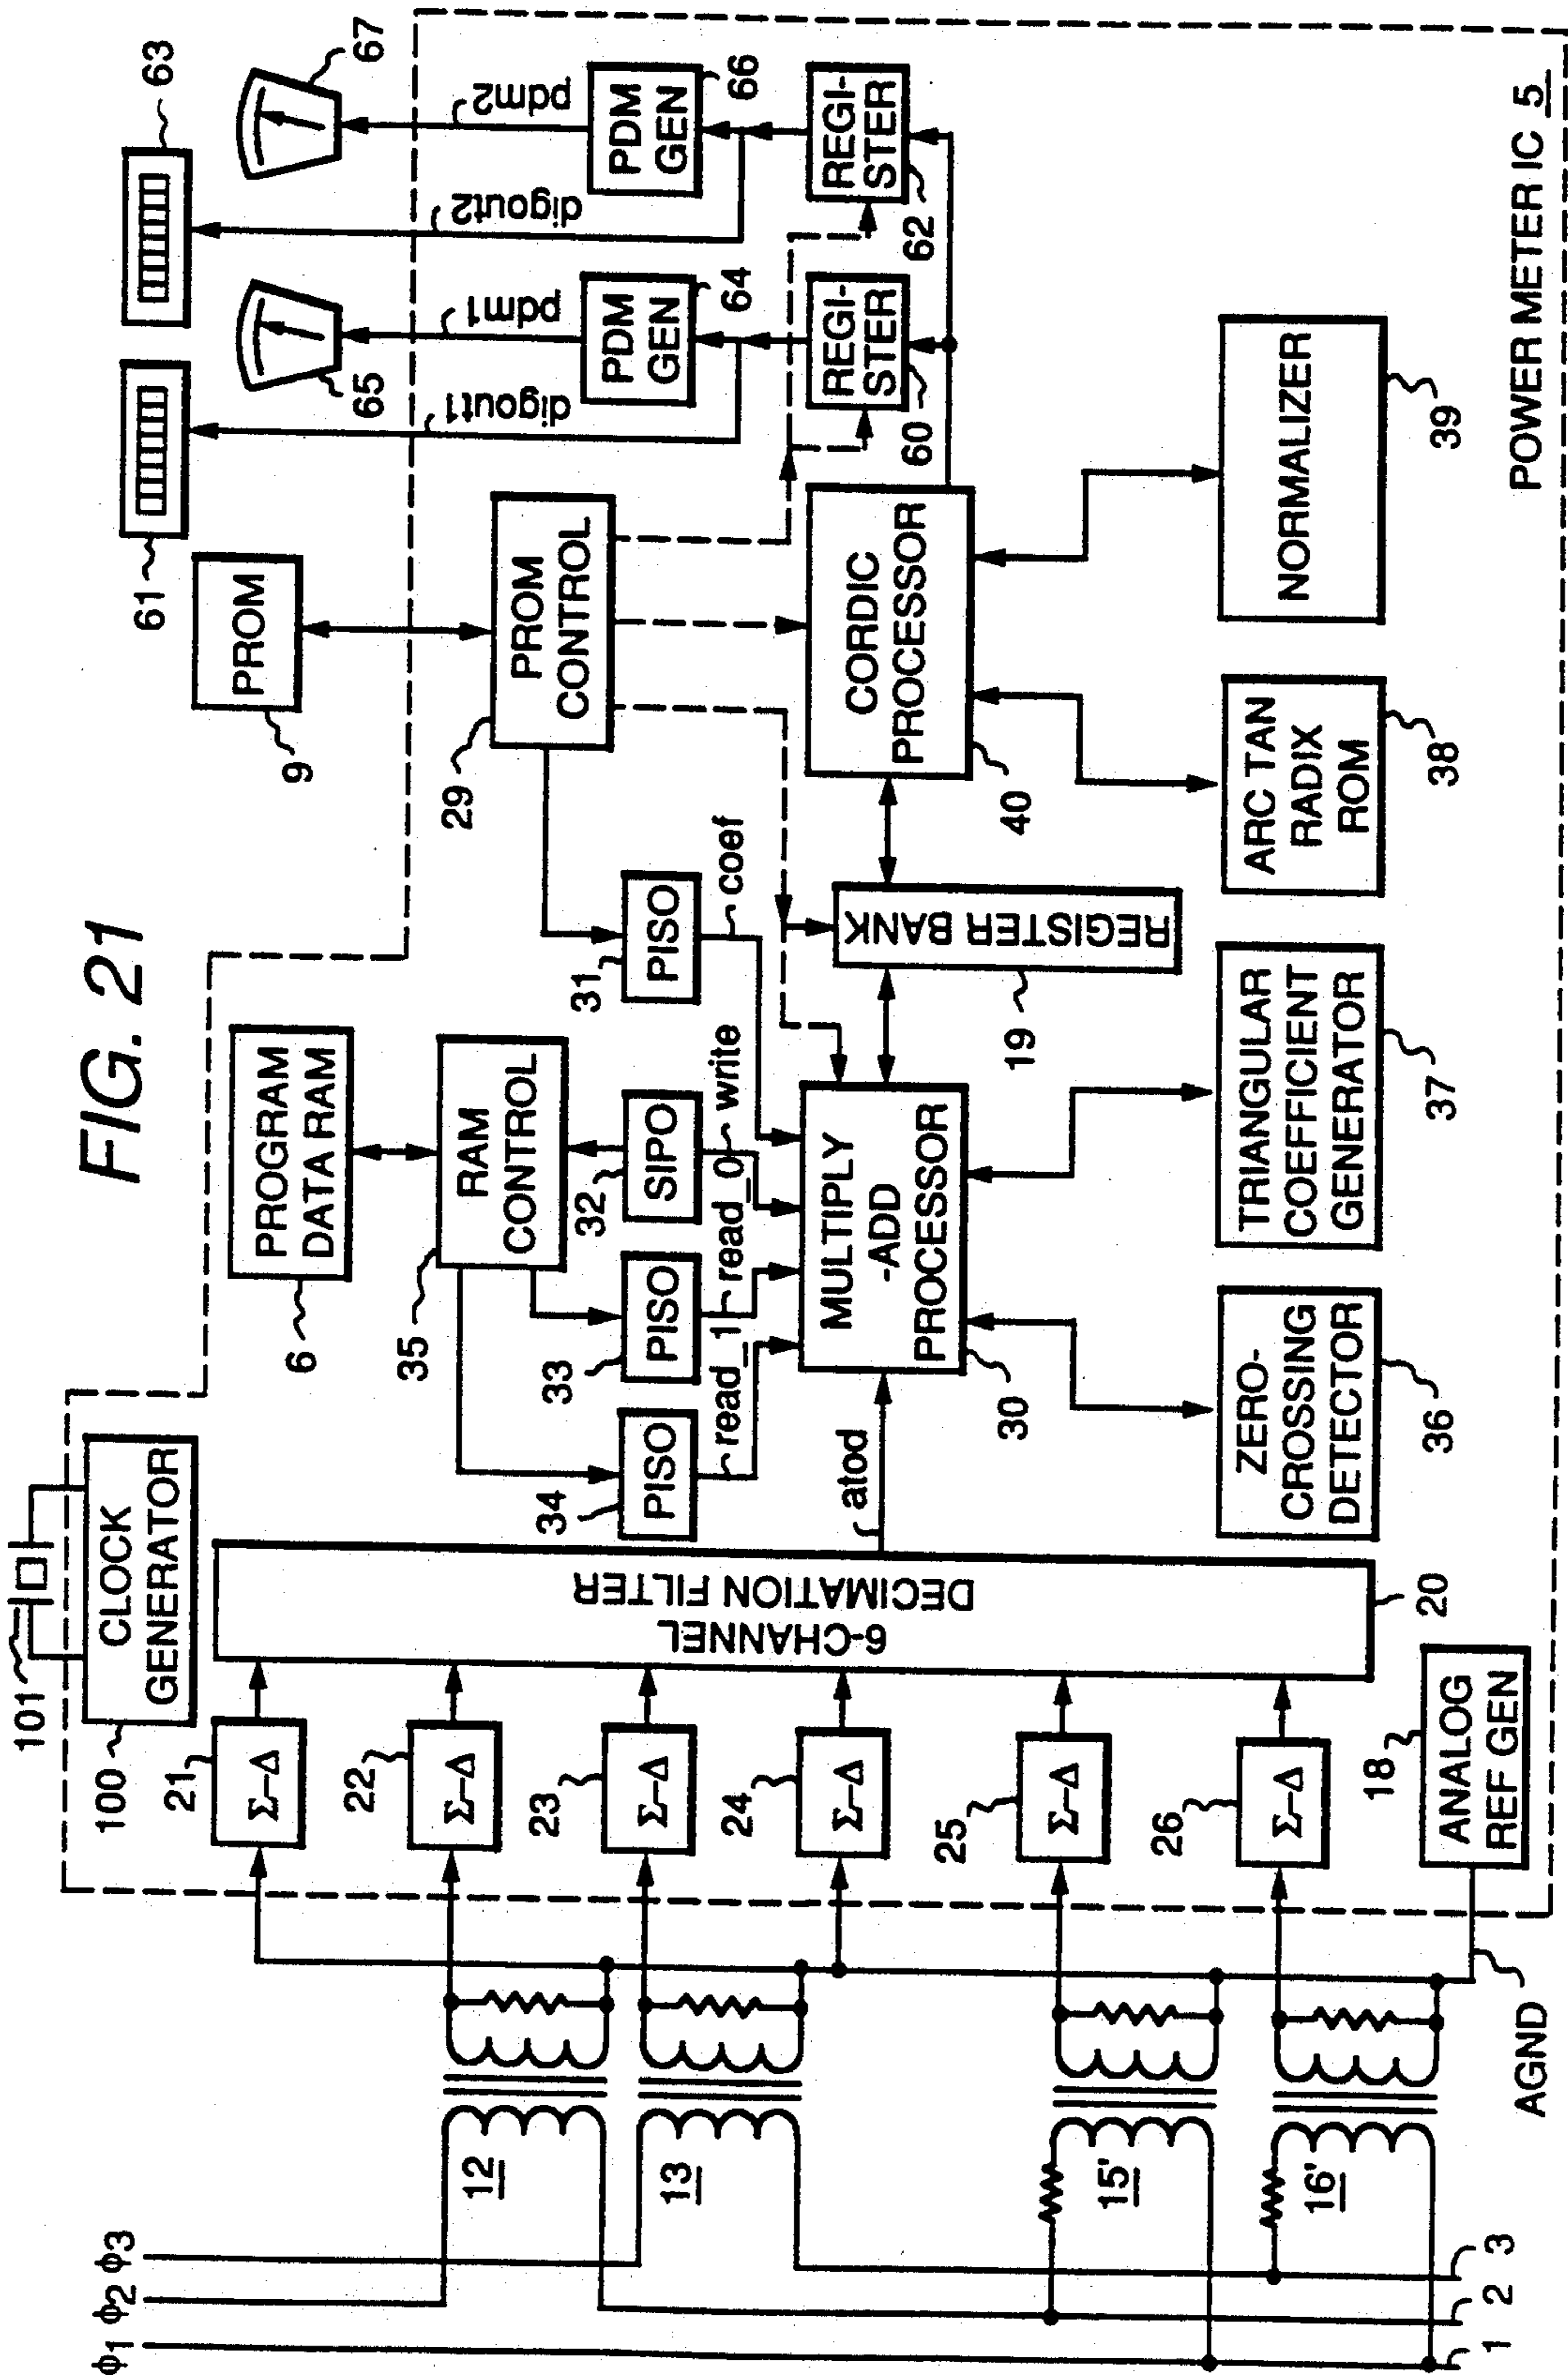 FIG. 21
ϕ1
ϕ2
ϕ3
1
2
3
12
13
15'
16'
AGND
101
100
CLOCK
GENERATOR
21
Σ–Δ
22
Σ–Δ
23
Σ–Δ
24
Σ–Δ
25
Σ–Δ
26
Σ–Δ
18
ANALOG
REF GEN
6-CHANNEL
DECIMATION FILTER
20
atod
6
PROGRAM
DATA RAM
35
RAM
CONTROL
34
PISO
read_1
33
PISO
read_0
32
SIPO
write
31
PISO
coef
MULTIPLY
-ADD
PROCESSOR
30
ZERO-
CROSSING
DETECTOR
36
TRIANGULAR
COEFFICIENT
GENERATOR
37
REGISTER BANK
19
9
PROM
29
PROM
CONTROL
CORDIC
PROCESSOR
40
ARC TAN
RADIX
ROM
38
NORMALIZER
39
61
65
63
67
digout1
pdm1
digout2
pdm2
PDM
GEN
64
PDM
GEN
66
REGI-
STER
60
REGI-
STER
62
POWER METER IC 5